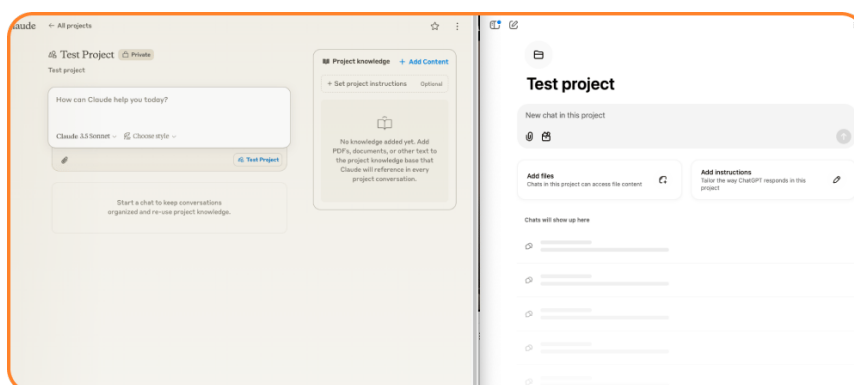 ← All projects
Test Project Private
Test project
How can Claude help you today?
Claude 3.5 Sonnet Choose style
Test Project
Start a chat to keep conversations
organized and re-use project knowledge.
Project knowledge + Add Content
+ Set project instructions Optional
No knowledge added yet. Add
PDFs, documents, or other text to
the project knowledge base that
Claude will reference in every
project conversation.
Test project
New chat in this project
Add files
Chats in this project can access file content
Add instructions
Tailor the way ChatGPT responds in this
project
Chats will show up here